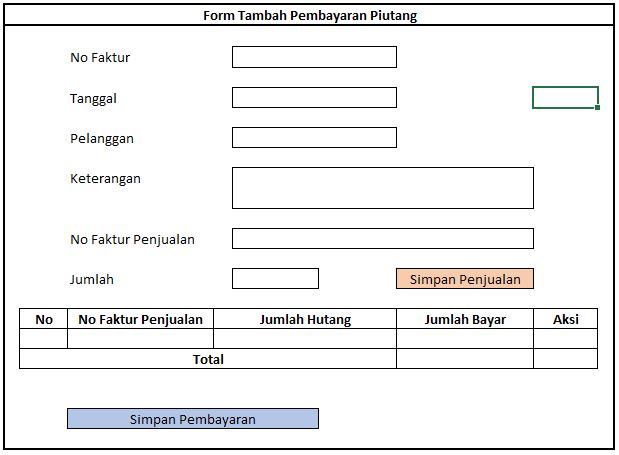 Form Tambah Pembayaran Piutang
No Faktur
Tanggal
Pelanggan
Keterangan
No Faktur Penjualan
Jumlah Simpan Penjualan
No No Faktur Penjualan Jumlah Hutang Jumlah Bayar Aksi
Total
Simpan Pembayaran